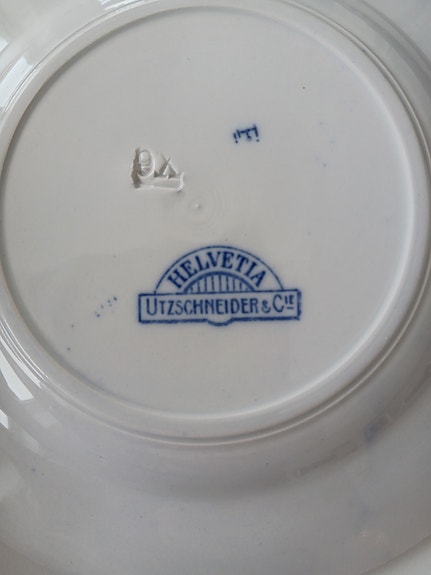 HELVETIA
UTZSCHNEIDER & CIE